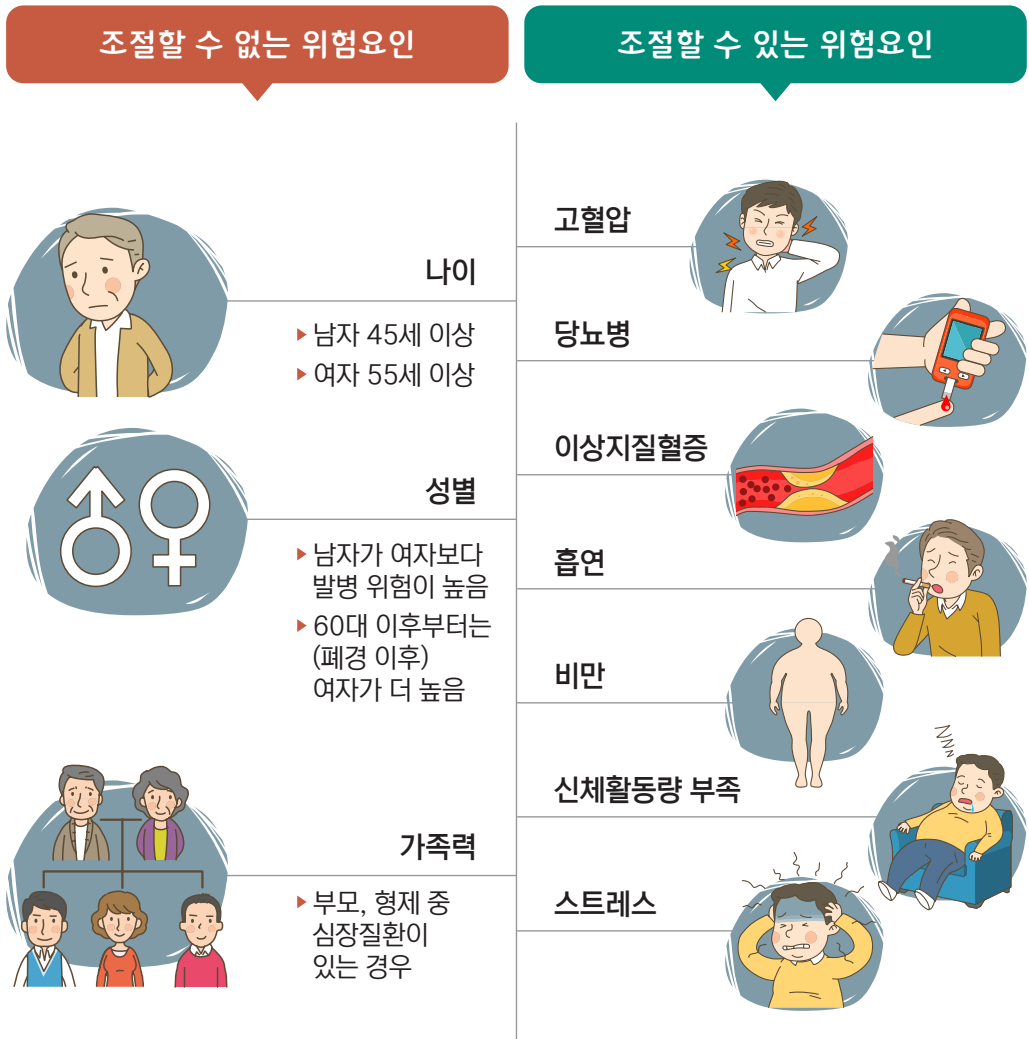 조절할 수 없는 위험요인
나이
남자 45세 이상
여자 55세 이상
성별
남자가 여자보다
발병 위험이 높음
60대 이후부터는
(폐경 이후)
여자가 더 높음
가족력
부모, 형제 중
심장질환이
있는 경우
조절할 수 있는 위험요인
고혈압
당뇨병
이상지질혈증
흡연
비만
신체활동량 부족
스트레스